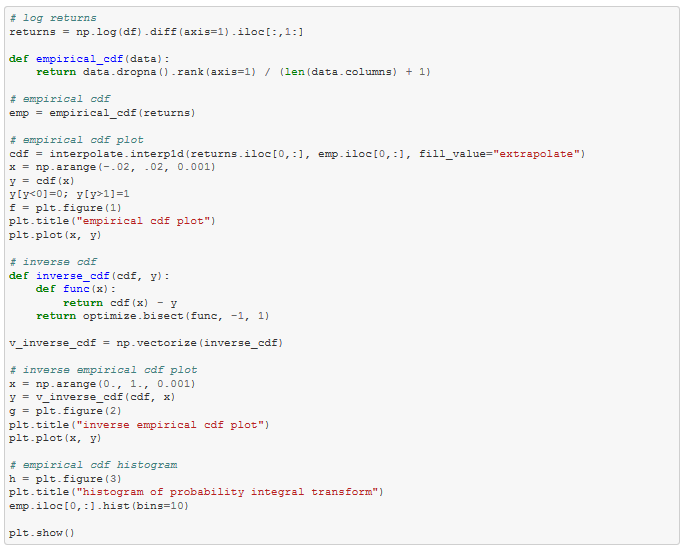 # log returns
returns = np.log(df).diff(axis=1).iloc[:,1:]
def empirical_cdf(data):
    return data.dropna().rank(axis=1) / (len(data.columns) + 1)
# empirical cdf
emp = empirical_cdf(returns)
# empirical cdf plot
cdf = interpolate.interp1d(returns.iloc[0,:], emp.iloc[0,:], fill_value="extrapolate")
x = np.arange(-.02, .02, 0.001)
y = cdf(x)
y[y<0]=0; y[y>1]=1
f = plt.figure(1)
plt.title("empirical cdf plot")
plt.plot(x, y)
# inverse cdf
def inverse_cdf(cdf, y):
    def func(x):
        return cdf(x) - y
    return optimize.bisect(func, -1, 1)
v_inverse_cdf = np.vectorize(inverse_cdf)
# inverse empirical cdf plot
x = np.arange(0., 1., 0.001)
y = v_inverse_cdf(cdf, x)
g = plt.figure(2)
plt.title("inverse empirical cdf plot")
plt.plot(x, y)
# empirical cdf histogram
h = plt.figure(3)
plt.title("histogram of probability integral transform")
emp.iloc[0,:].hist(bins=10)
plt.show()